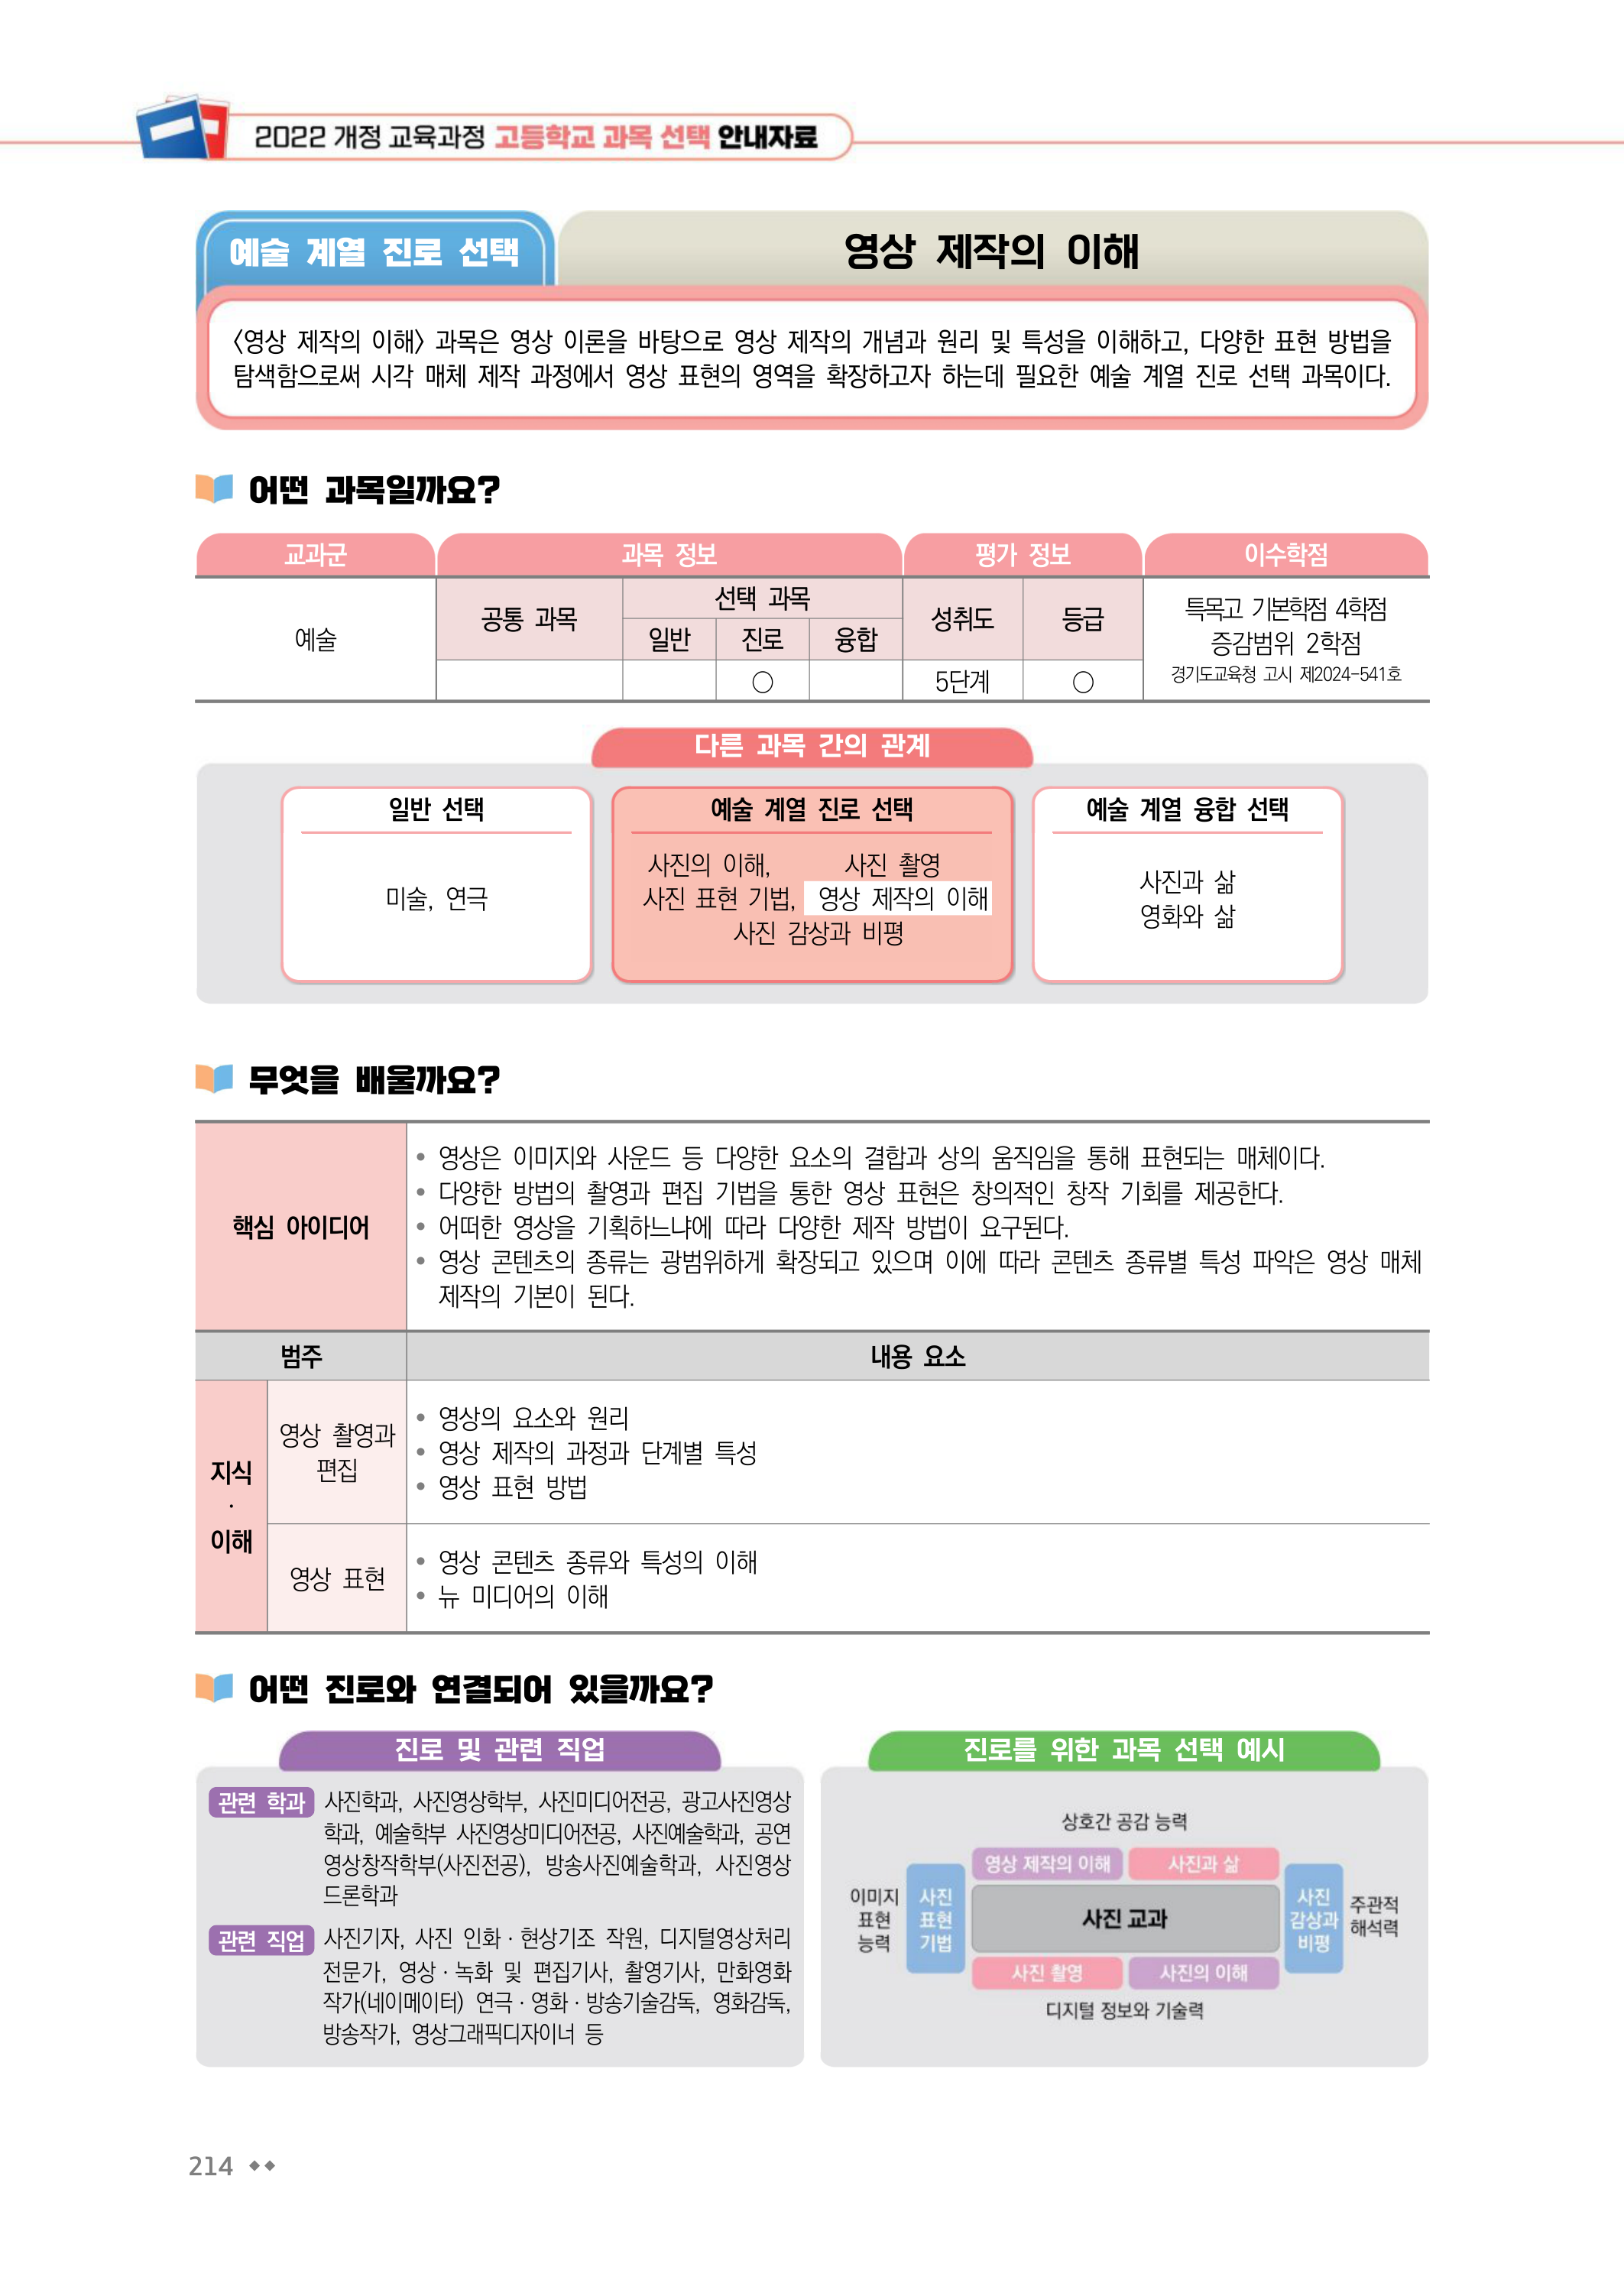 2022 개정 교육과정 고등학교 과목 선택 안내자료
예술 계열 진로 선택
영상 제작의 이해
〈영상 제작의 이해〉 과목은 영상 이론을 바탕으로 영상 제작의 개념과 원리 및 특성을 이해하고, 다양한 표현 방법을
탐색함으로써 시각 매체 제작 과정에서 영상 표현의 영역을 확장하고자 하는데 필요한 예술 계열 진로 선택 과목이다.
어떤 과목일까요?
교과군 과목 정보 평가 정보 이수학점
예술
공통 과목
선택 과목
일반 진로 융합
성취도 등급
○ 5단계 ○
특목고 기본학점 4학점
증감범위 2학점
경기도교육청 고시 제2024-541호
다른 과목 간의 관계
일반 선택
미술, 연극
예술 계열 진로 선택
사진의 이해, 사진 촬영
사진 표현 기법, 영상 제작의 이해
사진 감상과 비평
예술 계열 융합 선택
사진과 삶
영화와 삶
무엇을 배울까요?
핵심 아이디어
• 영상은 이미지와 사운드 등 다양한 요소의 결합과 상의 움직임을 통해 표현되는 매체이다.
• 다양한 방법의 촬영과 편집 기법을 통한 영상 표현은 창의적인 창작 기회를 제공한다.
• 어떠한 영상을 기획하느냐에 따라 다양한 제작 방법이 요구된다.
• 영상 콘텐츠의 종류는 광범위하게 확장되고 있으며 이에 따라 콘텐츠 종류별 특성 파악은 영상 매체
제작의 기본이 된다.
범주 내용 요소
지식
·
이해
영상 촬영과
편집
• 영상의 요소와 원리
• 영상 제작의 과정과 단계별 특성
• 영상 표현 방법
영상 표현
• 영상 콘텐츠 종류와 특성의 이해
• 뉴 미디어의 이해
어떤 진로와 연결되어 있을까요?
진로 및 관련 직업
관련 학과 사진학과, 사진영상학부, 사진미디어전공, 광고사진영상
학과, 예술학부 사진영상미디어전공, 사진예술학과, 공연
영상창작학부(사진전공), 방송사진예술학과, 사진영상
드론학과
관련 직업 사진기자, 사진 인화·현상기조 작원, 디지털영상처리
전문가, 영상·녹화 및 편집기사, 촬영기사, 만화영화
작가(네이메이터) 연극·영화·방송기술감독, 영화감독,
방송작가, 영상그래픽디자이너 등
진로를 위한 과목 선택 예시
상호간 공감 능력
영상 제작의 이해 사진과 삶
이미지
표현
능력
사진
표현
기법
사진 교과
사진
감상과
비평
주관적
해석력
사진 촬영 사진의 이해
디지털 정보와 기술력
214 ◆◆